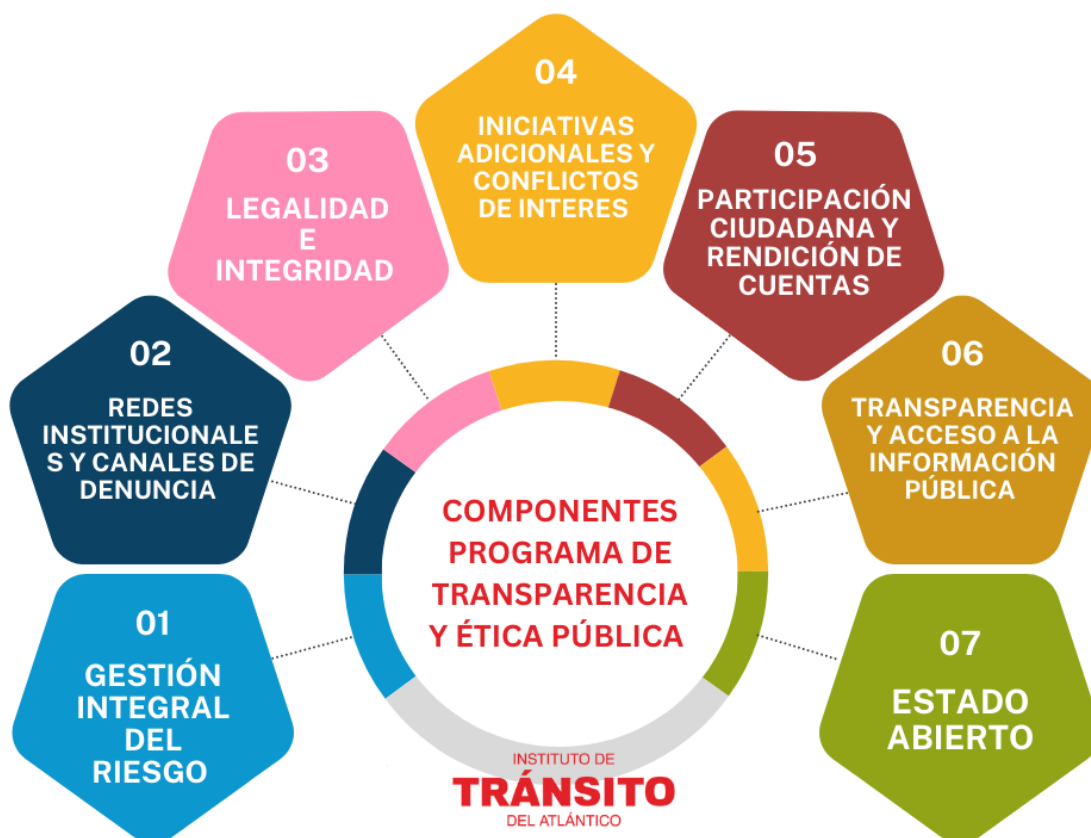 01
GESTIÓN
INTEGRAL
DEL
RIESGO
02
REDES
INSTITUCIONALE
S Y CANALES DE
DENUNCIA
03
LEGALIDAD
E
INTEGRIDAD
04
INICIATIVAS
ADICIONALES Y
CONFLICTOS
DE INTERES
05
PARTICIPACIÓN
CIUDADANA Y
RENDICIÓN DE
CUENTAS
06
TRANSPARENCIA
Y ACCESO A LA
INFORMACIÓN
PÚBLICA
07
ESTADO
ABIERTO
COMPONENTES
PROGRAMA DE
TRANSPARENCIA
Y ÉTICA PÚBLICA
INSTITUTO DE
TRÁNSITO
DEL ATLÁNTICO